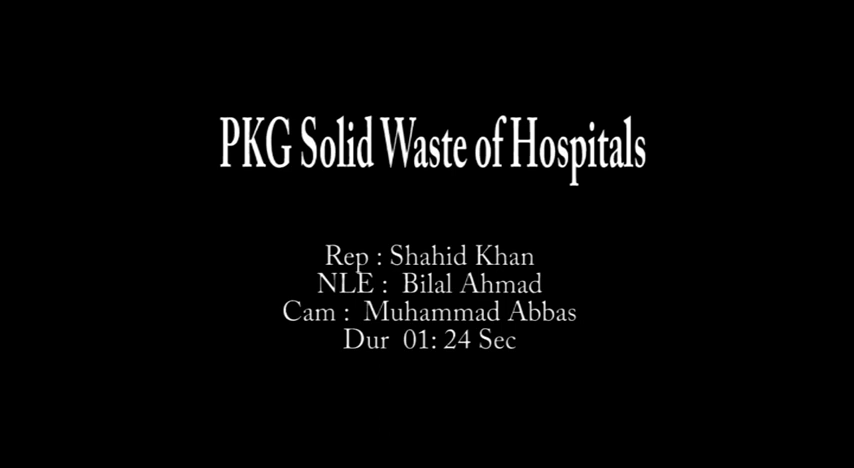 PKG Solid Waste of Hospitals
Rep : Shahid Khan
NLE : Bilal Ahmad
Cam : Muhammad Abbas
Dur 01: 24 Sec